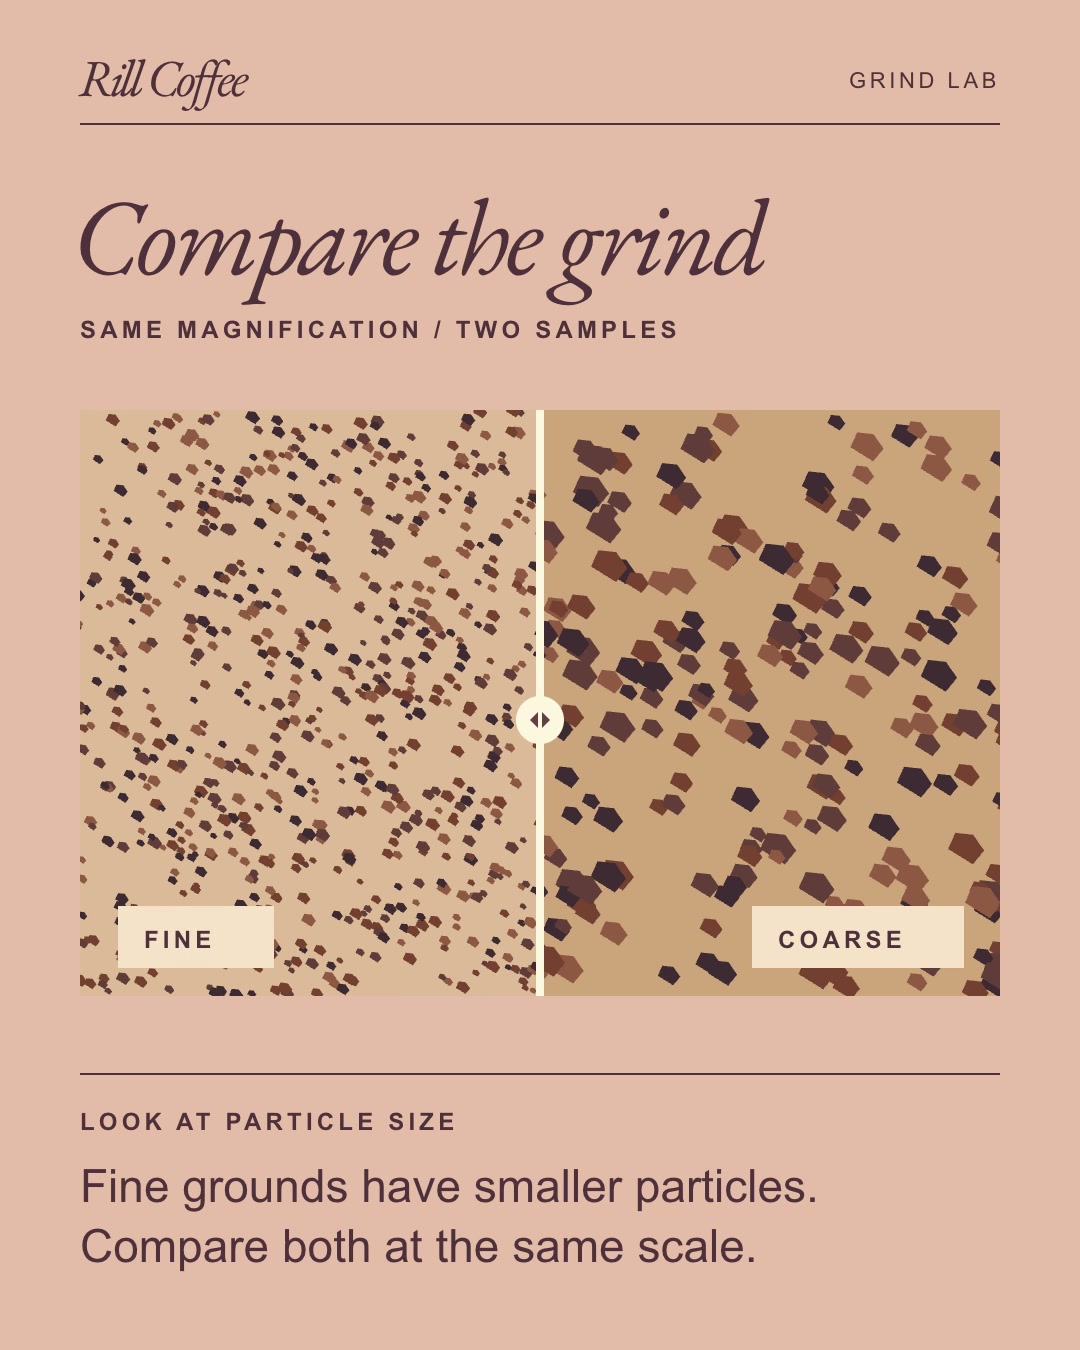 Rill Coffee
GRIND LAB
Compare the grind
SAME MAGNIFICATION / TWO SAMPLES
FINE
COARSE
LOOK AT PARTICLE SIZE
Fine grounds have smaller particles.
Compare both at the same scale.